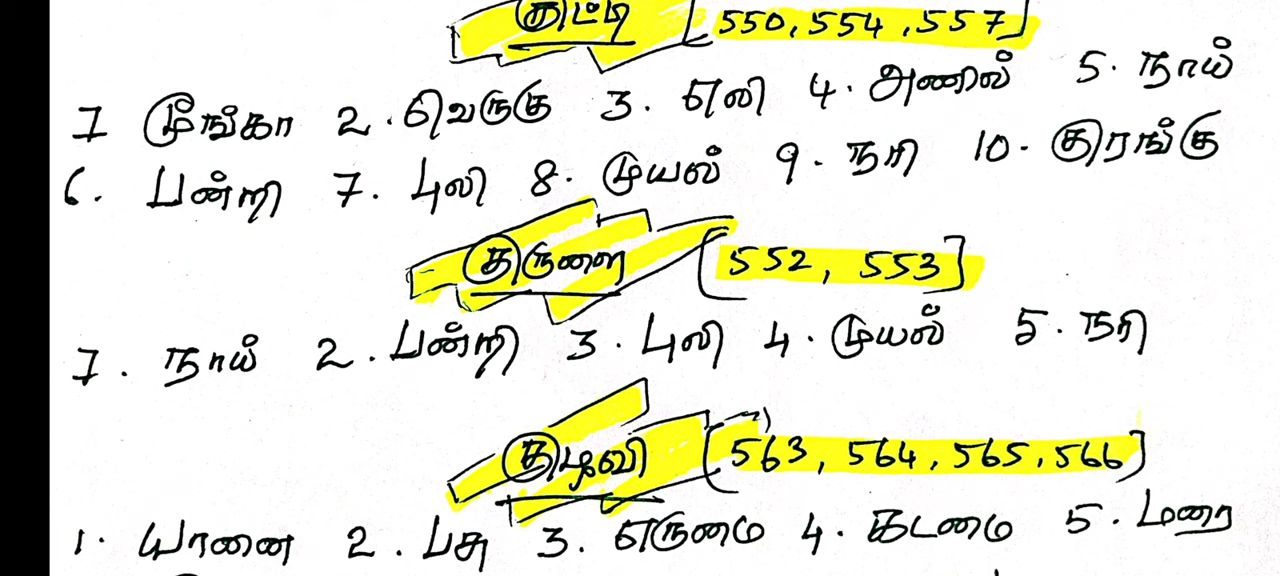 குட்டி [550, 554, 557]
1 மூங்கா 2. வெருகு 3. எலி 4. அணில் 5. நாய்
6. பன்றி 7. புலி 8. முயல் 9. நரி 10. குரங்கு
குருளை [552, 553]
1. நாய் 2. பன்றி 3. புலி 4. முயல் 5. நரி
[563, 564, 565, 566]
1. யானை 2. பசு 3. எருமை 4. கடமை 5. மரை